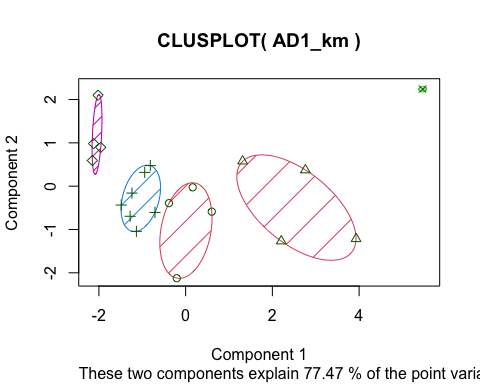 CLUSPLOT( AD1_km )
2
1
0
-1
-2
Component 2
-2
0
2
4
Component 1
These two components explain 77.47 % of the point